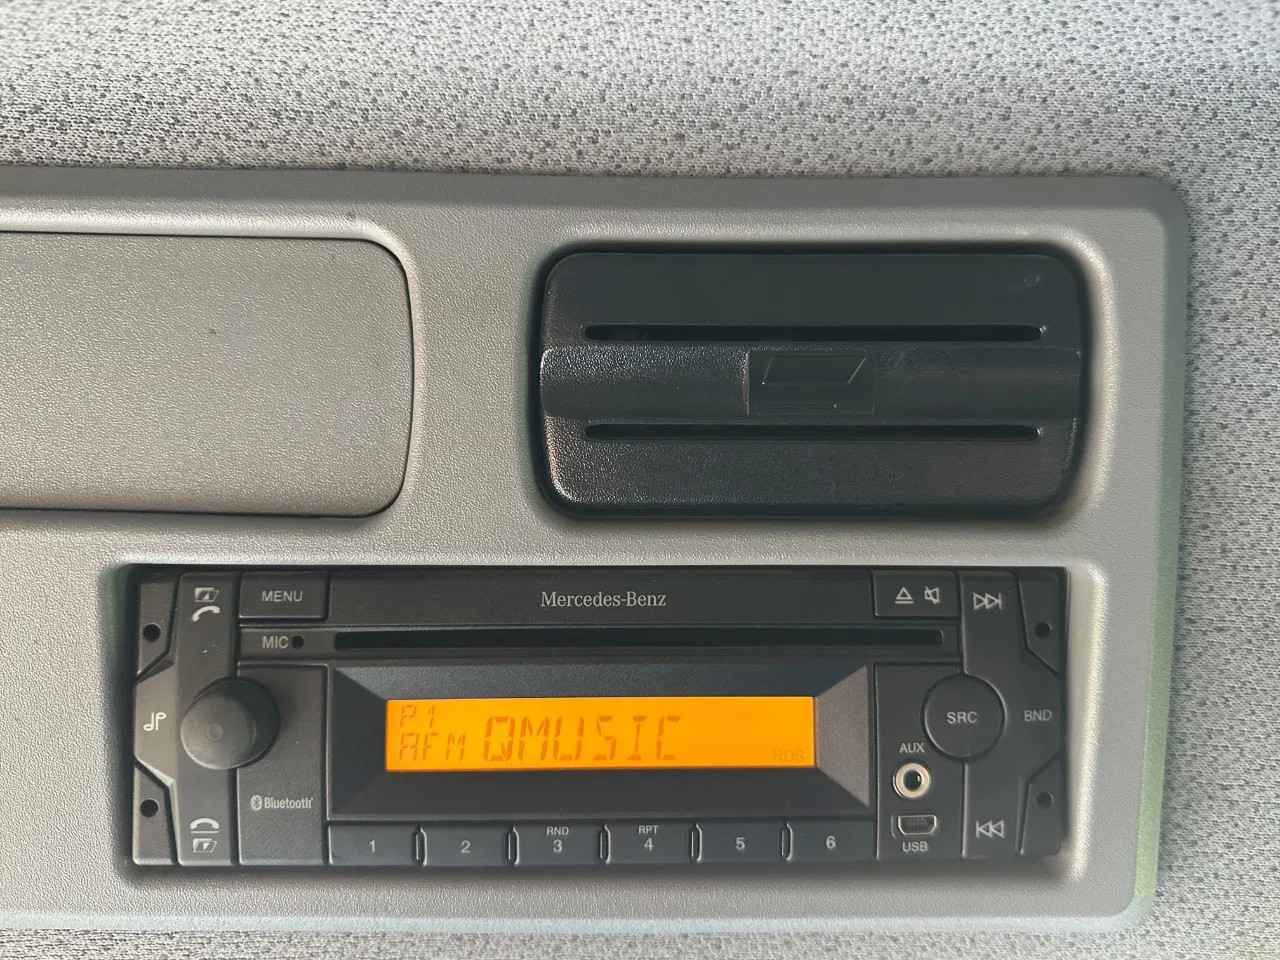 MENU
Mercedes-Benz
MIC
P1
AFM QMUSIC
SRC
BND
AUX
Bluetooth
USB
1
2
RND
3
RPT
4
5
6